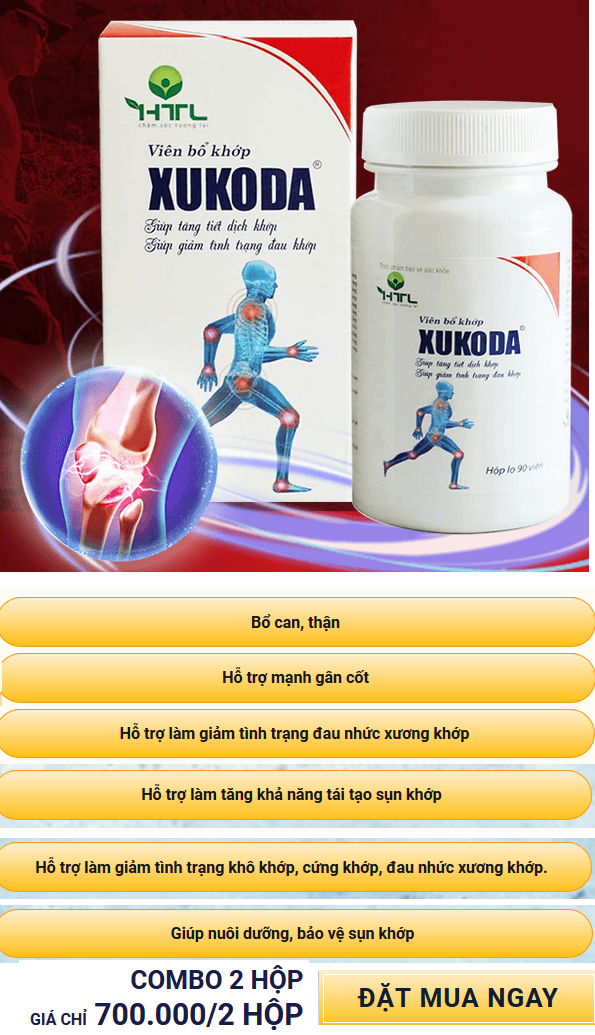 HTL
chăm sóc tương lai
Viên bổ khớp
XUKODA®
Giúp tăng tiết dịch khớp
Giúp giảm tình trạng đau khớp
Thực phẩm bảo vệ sức khỏe
HTL
Viên bổ khớp
XUKODA®
Giúp tăng tiết dịch khớp
Giúp giảm tình trạng đau khớp
Hộp lọ 90 viên
Bổ can, thận
Hỗ trợ mạnh gân cốt
Hỗ trợ làm giảm tình trạng đau nhức xương khớp
Hỗ trợ làm tăng khả năng tái tạo sụn khớp
Hỗ trợ làm giảm tình trạng khô khớp, cứng khớp, đau nhức xương khớp.
Giúp nuôi dưỡng, bảo vệ sụn khớp
COMBO 2 HỘP
GIÁ CHỈ 700.000/2 HỘP
ĐẶT MUA NGAY